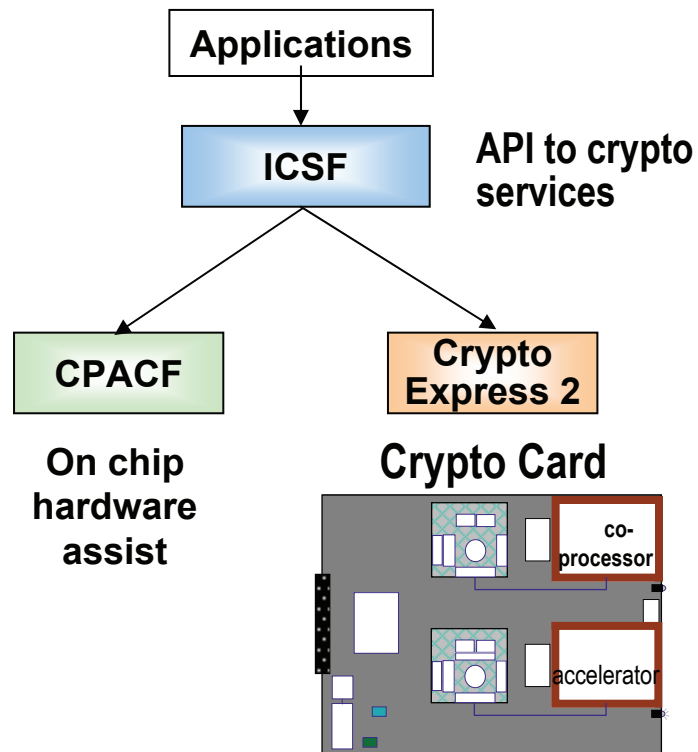 Applications
ICSF
API to crypto
services
CPACF
Crypto
Express 2
On chip
hardware
assist
Crypto Card
co-
processor
accelerator